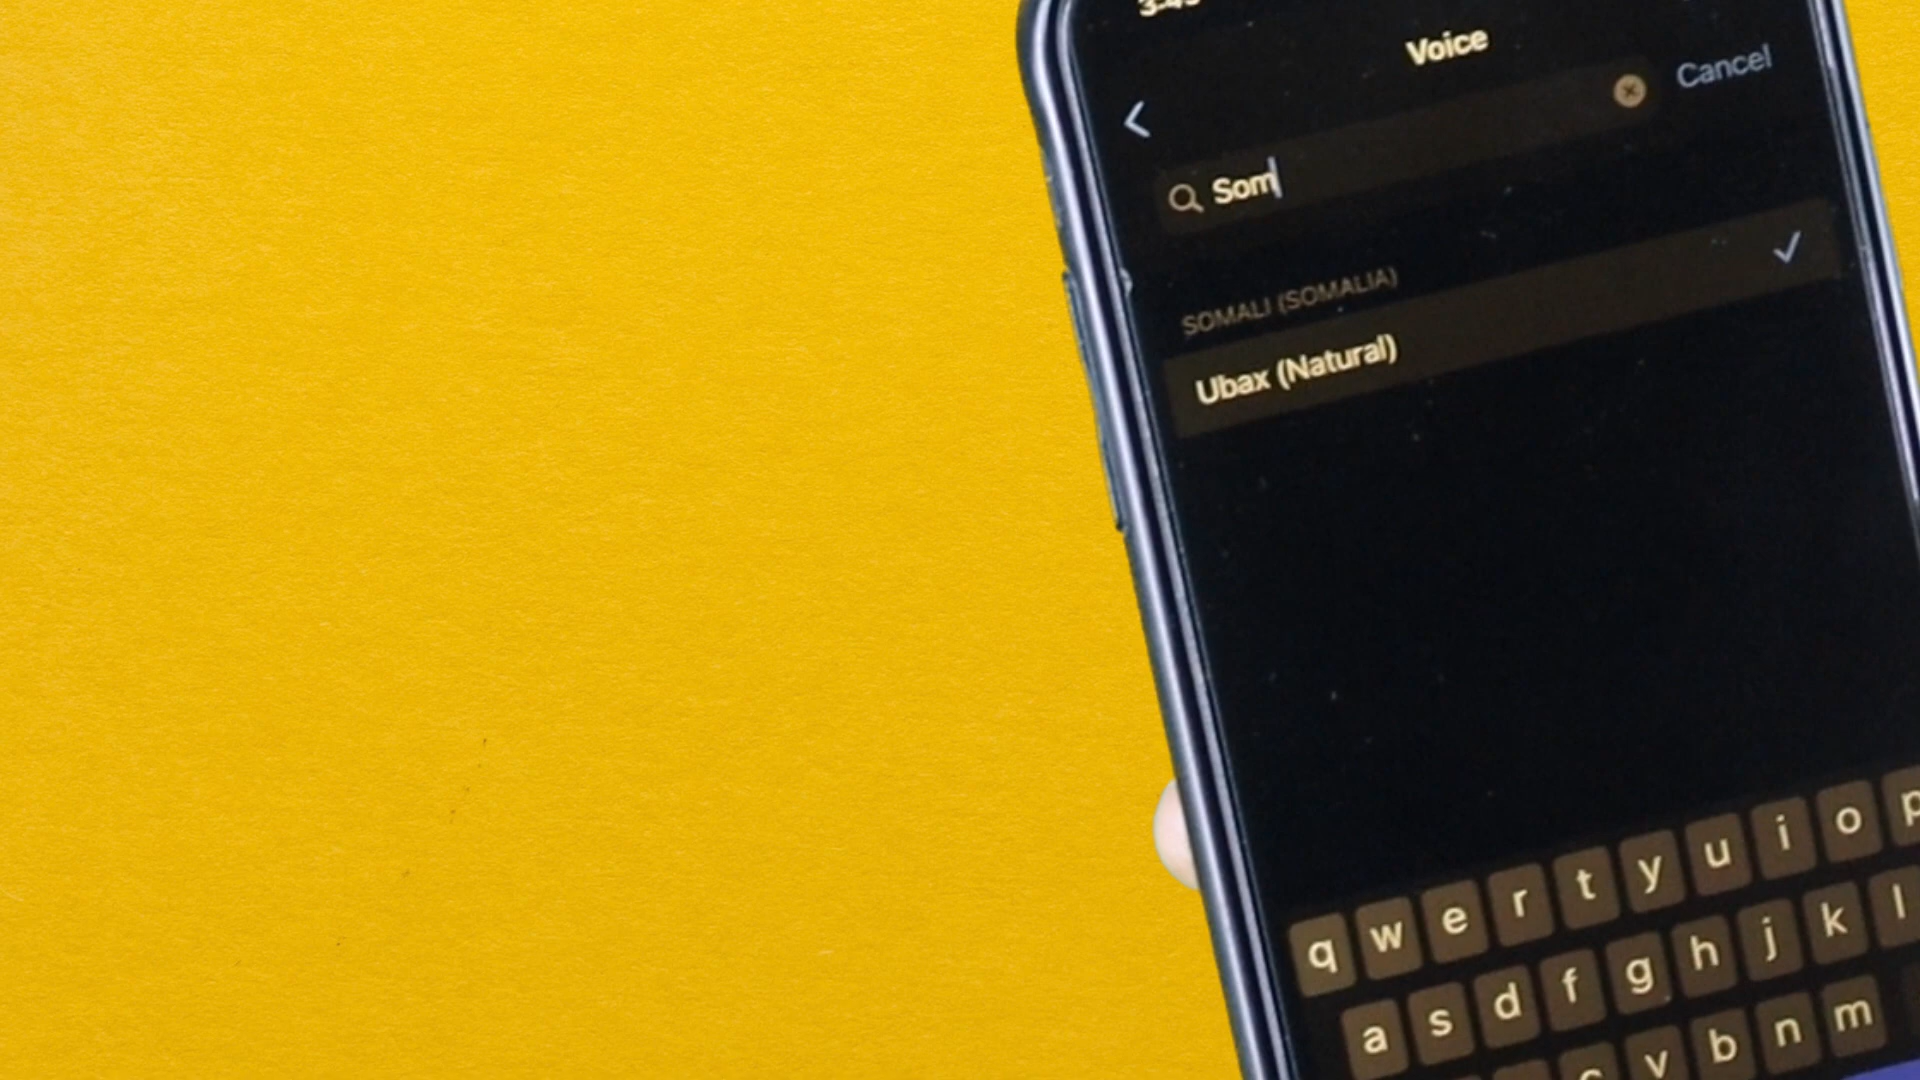 Voice
Cancel
Som
SOMALI (SOMALIA)
Ubax (Natural)
q w e r t y u i o p
a s d f g h j k l
c v b n m